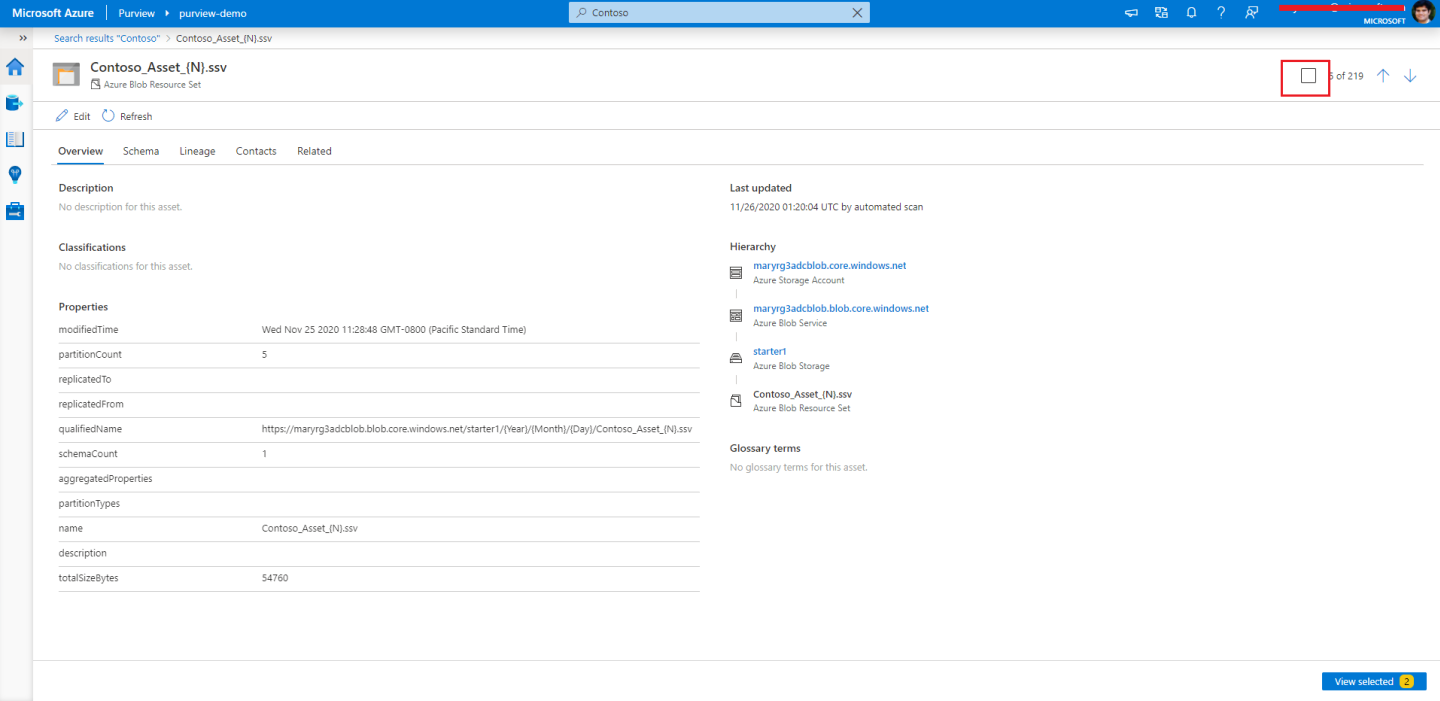 Microsoft Azure | Purview purview-demo Contoso
MICROSOFT
Search results "Contoso" > Contoso_Asset_{N}.ssv
Contoso_Asset_{N}.ssv
Azure Blob Resource Set
of 219
Edit Refresh
Overview Schema Lineage Contacts Related
Description
No description for this asset.
Classifications
No classifications for this asset.
Properties
modifiedTime Wed Nov 25 2020 11:28:48 GMT-0800 (Pacific Standard Time)
partitionCount 5
replicatedTo
replicatedFrom
qualifiedName https://maryrg3adcblob.blob.core.windows.net/starter1/{Year}/{Month}/{Day}/Contoso_Asset_{N}.ssv
schemaCount 1
aggregatedProperties
partitionTypes
name Contoso_Asset_{N}.ssv
description
totalSizeBytes 54760
Last updated
11/26/2020 01:20:04 UTC by automated scan
Hierarchy
maryrg3adcblob.core.windows.net
Azure Storage Account
maryrg3adcblob.blob.core.windows.net
Azure Blob Service
starter1
Azure Blob Storage
Contoso_Asset_{N}.ssv
Azure Blob Resource Set
Glossary terms
No glossary terms for this asset.
View selected 2